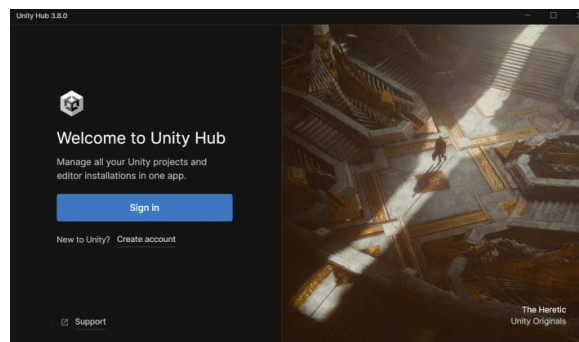 Unity Hub 3.8.0
Welcome to Unity Hub
Manage all your Unity projects and
editor installations in one app.
Sign in
New to Unity? Create account
Support
The Heretic
Unity Originals